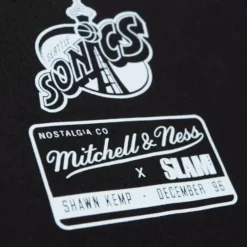 SEATTLE
SONICS
NOSTALGIA CO
Mitchell & Ness
X SLAM
SHAWN KEMP - DECEMBER 95